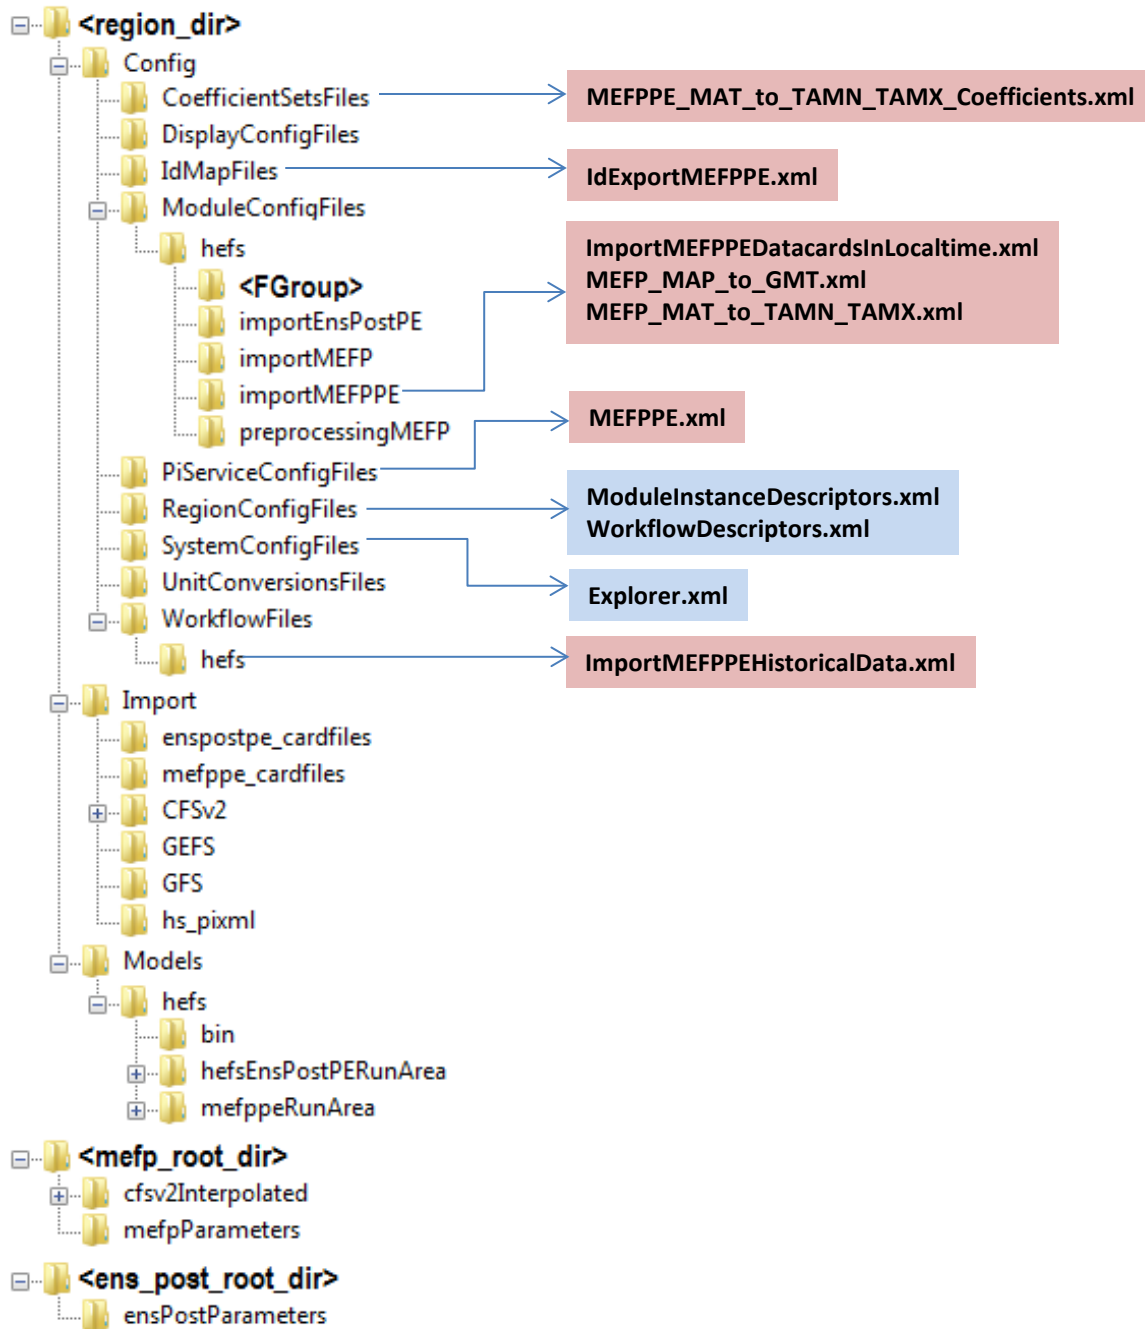 <region_dir>
Config
CoefficientSetsFiles
MEFPPE_MAT_to_TAMN_TAMX_Coefficients.xml
DisplayConfigFiles
IdMapFiles
IdExportMEFPPE.xml
ModuleConfigFiles
hefs
ImportMEFPPEDatacardsInLocaltime.xml
MEFP_MAP_to_GMT.xml
MEFP_MAT_to_TAMN_TAMX.xml
<FGroup>
importEnsPostPE
importMEFP
importMEFPPE
preprocessingMEFP
MEFPPE.xml
PiServiceConfigFiles
RegionConfigFiles
ModuleInstanceDescriptors.xml
WorkflowDescriptors.xml
SystemConfigFiles
UnitConversionsFiles
Explorer.xml
WorkflowFiles
hefs
ImportMEFPPEHistoricalData.xml
Import
enspostpe_cardfiles
mefppe_cardfiles
CFSv2
GEFS
GFS
hs_pixml
Models
hefs
bin
hefsEnsPostPERunArea
mefppeRunArea
<mefp_root_dir>
cfsv2Interpolated
mefpParameters
<ens_post_root_dir>
ensPostParameters